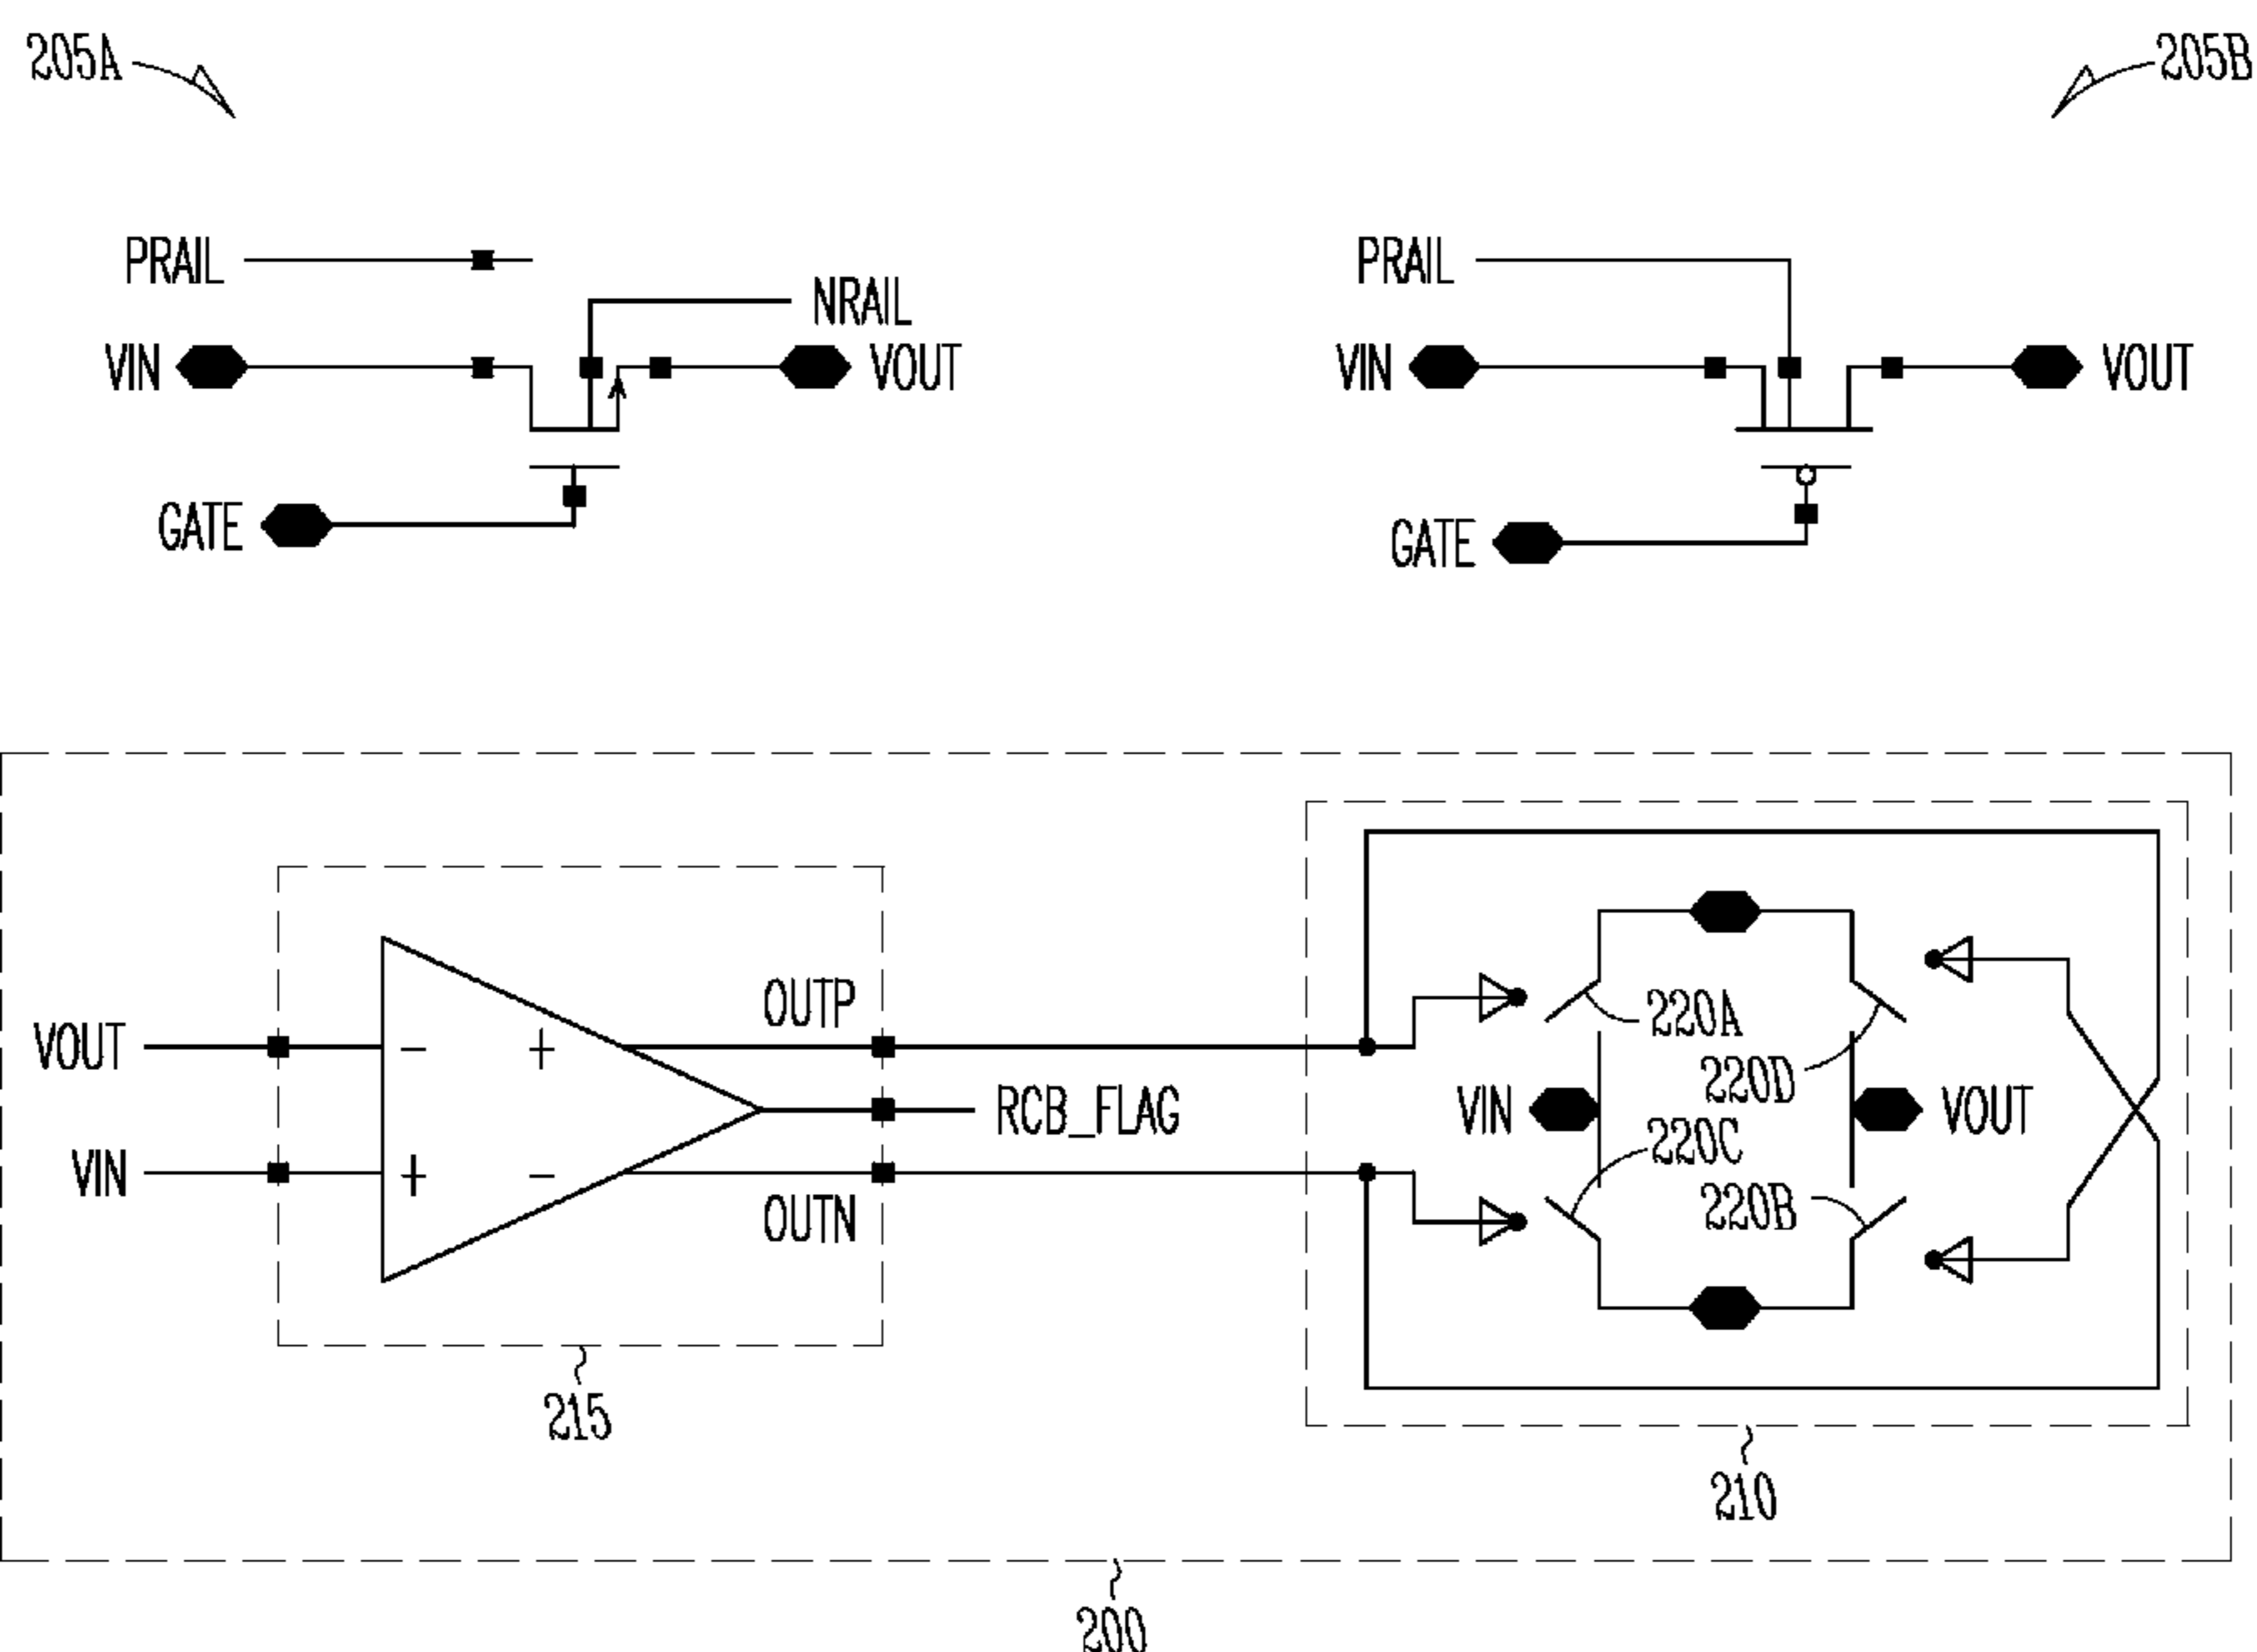 205A
205B
PRAIL
NRAIL
VIN
VOUT
GATE
PRAIL
VIN
VOUT
GATE
VOUT
−
+
OUTP
RCB_FLAG
VIN
+
−
OUTN
215
220A
220D
VIN
VOUT
220C
220B
210
200